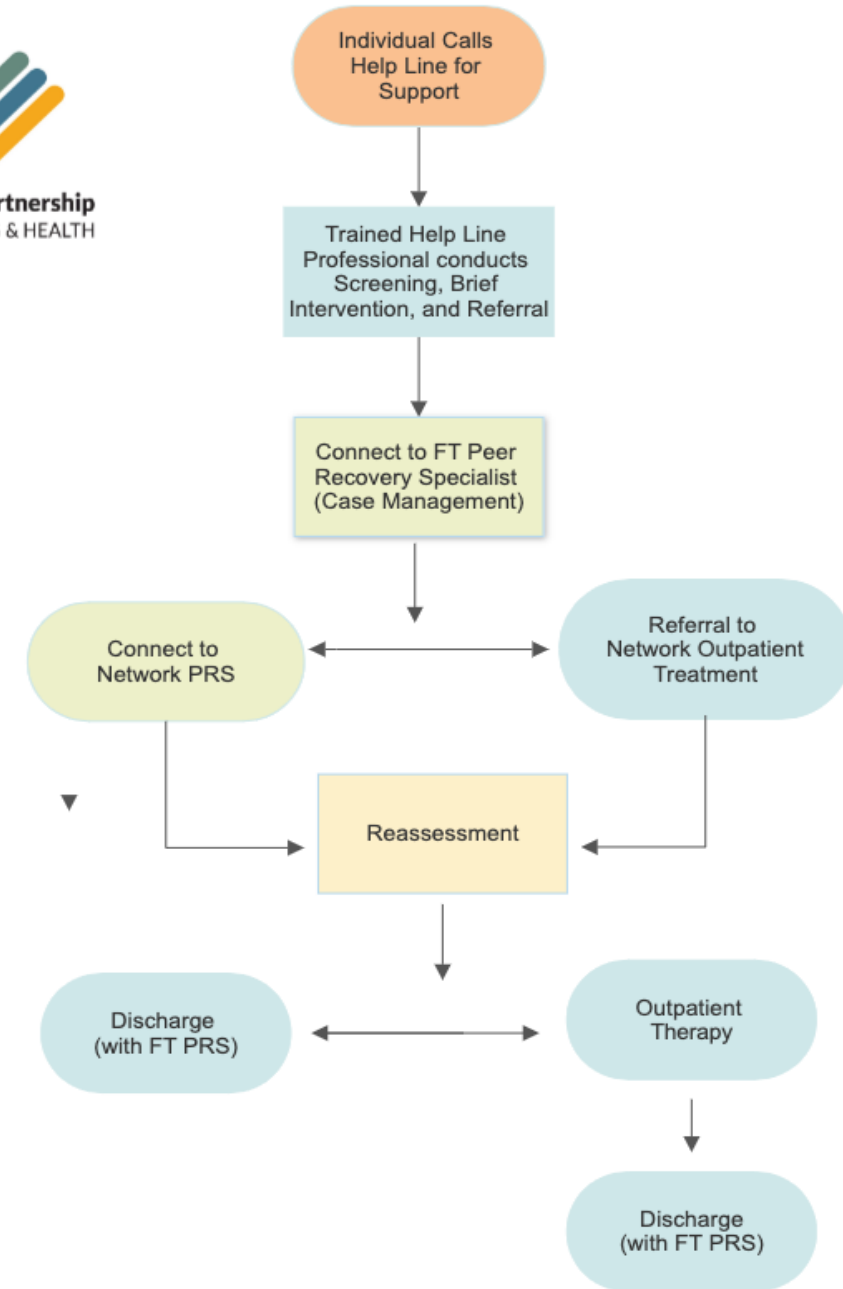 Individual Calls
Help Line for
Support
& HEALTH
Trained Help Line
Professional conducts
Screening, Brief
Intervention, and Referral
Connect to FT Peer
Recovery Specialist
(Case Management)
Connect to
Network PRS
Referral to
Network Outpatient
Treatment
Reassessment
Discharge
(with FT PRS)
Outpatient
Therapy
Discharge
(with FT PRS)